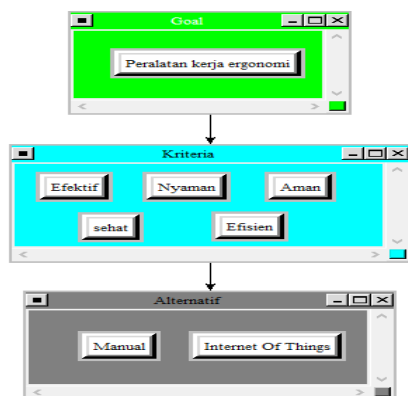 Goal
Peralatan kerja ergonomi
Kriteria
Efektif Nyaman Aman
sehat Efisien
Alternatif
Manual Internet Of Things